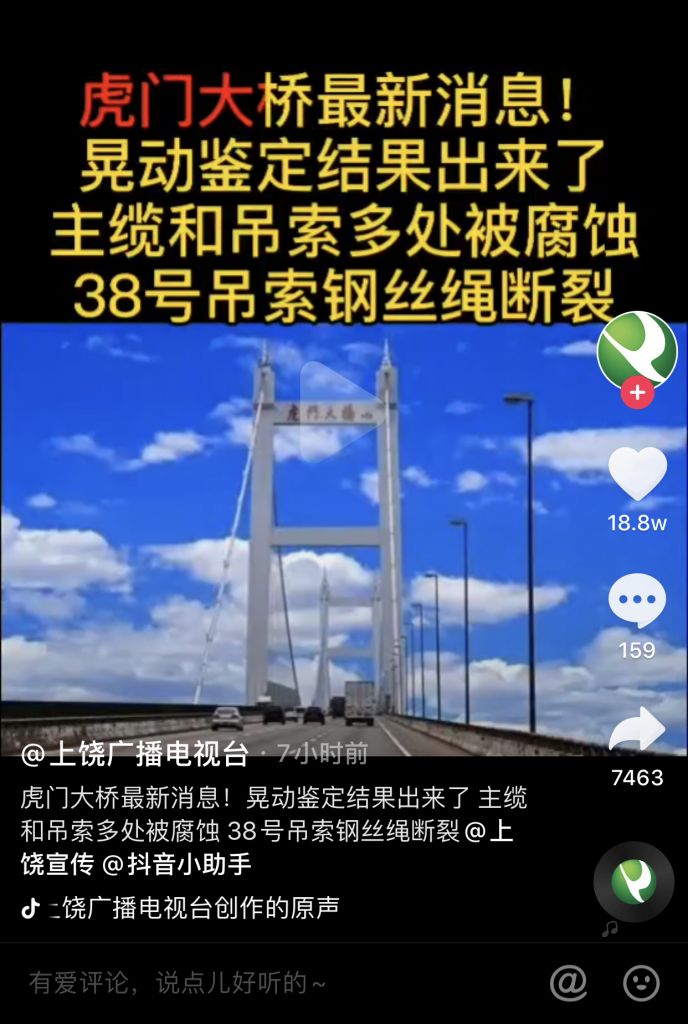 虎门大桥最新消息！
晃动鉴定结果出来了
主缆和吊索多处被腐蚀
38号吊索钢丝绳断裂
虎门大橋
18.8w
159
7463
@上饶广播电视台 · 7小时前
虎门大桥最新消息！晃动鉴定结果出来了 主缆
和吊索多处被腐蚀 38号吊索钢丝绳断裂@上
饶宣传 @抖音小助手
饶广播电视台创作的原声
有爱评论，说点儿好听的~